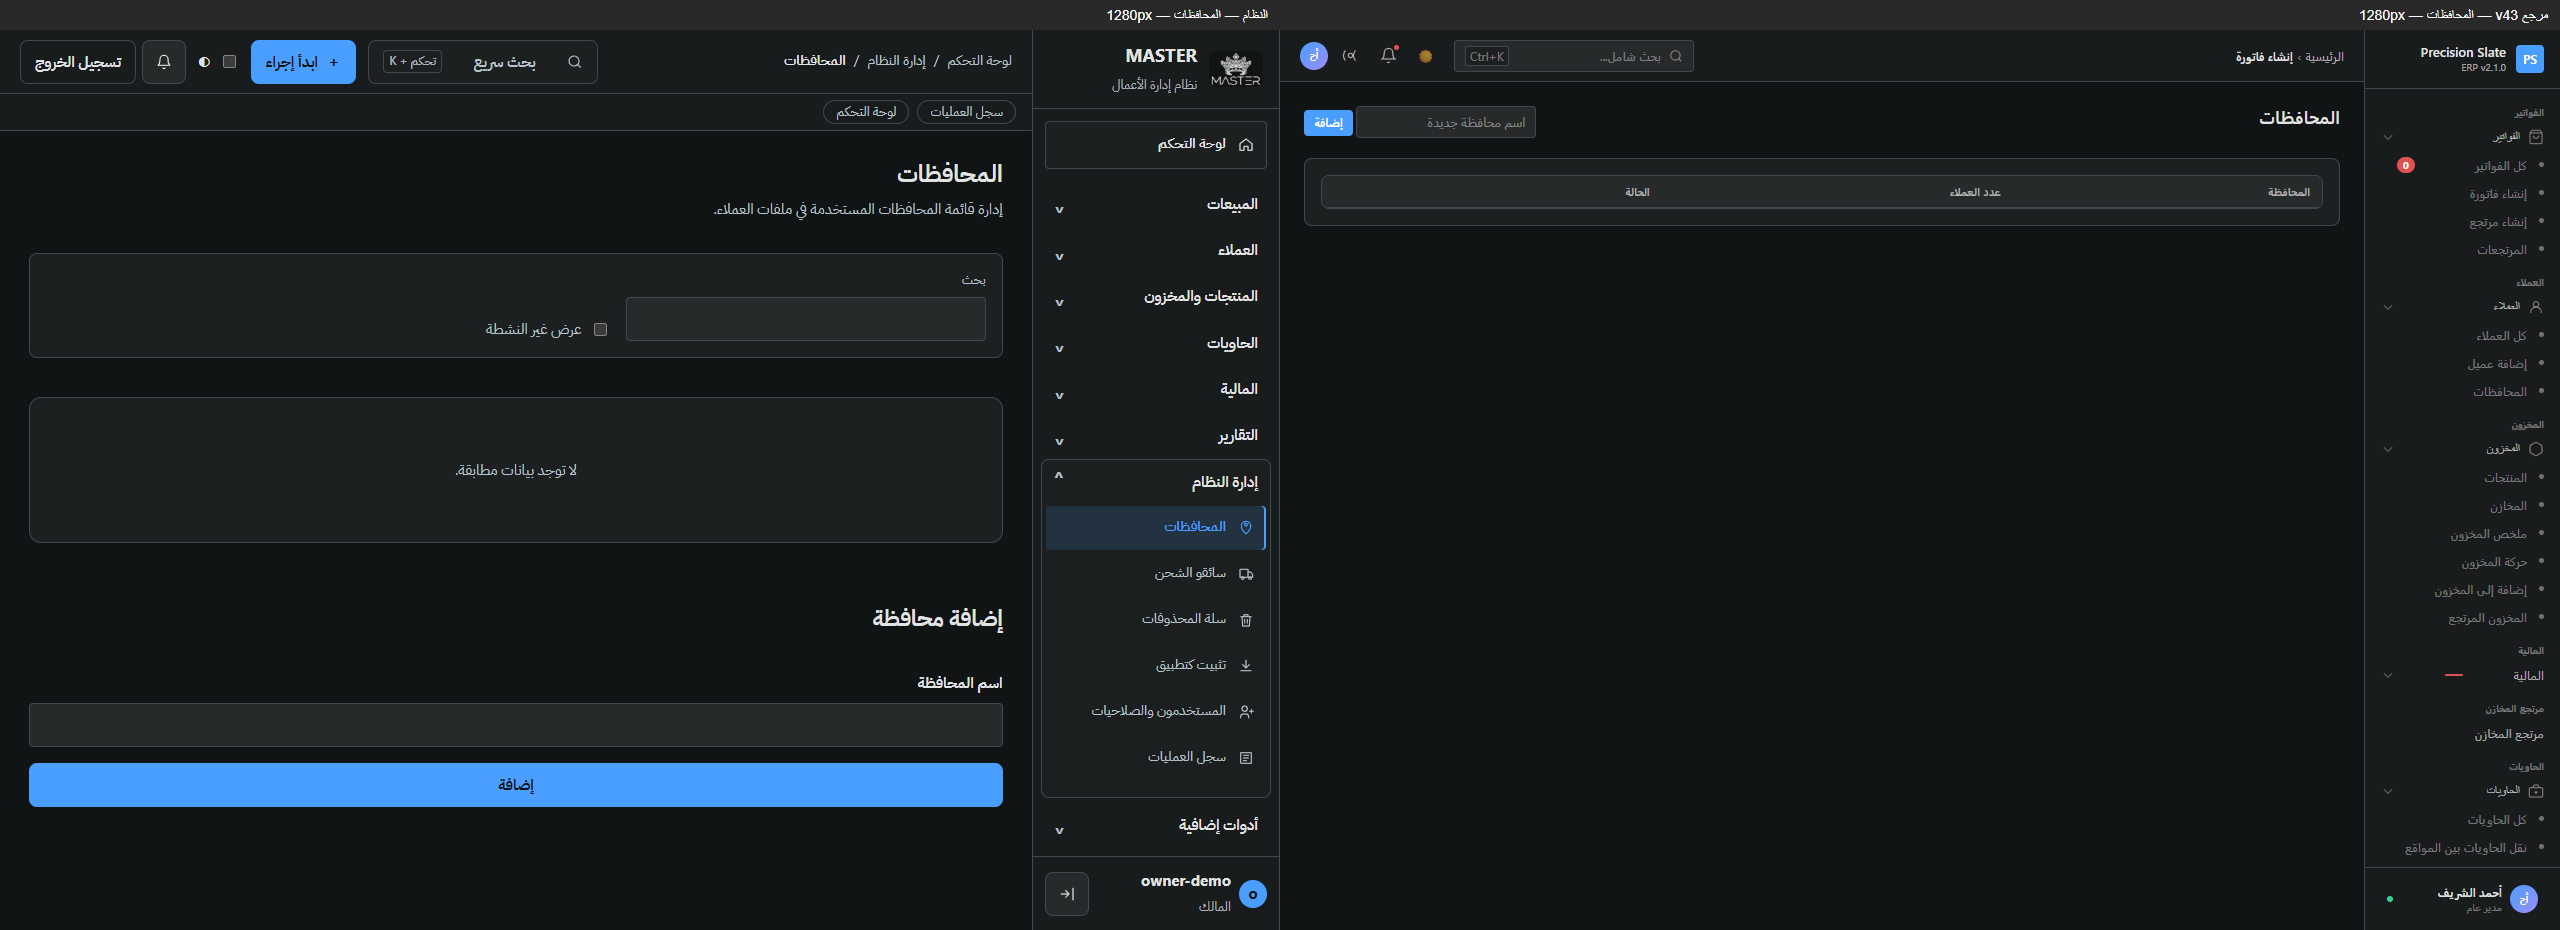 مرجع v43 — المحافظات — 1280px
Precision Slate
ERP v2.1.0
PS
الفواتير
الفواتير
كل الفواتير
0
إنشاء فاتورة
إنشاء مرتجع
المرتجعات
العملاء
العملاء
كل العملاء
إضافة عميل
المحافظات
المخزون
المخزون
المنتجات
المخازن
ملخص المخزون
حركة المخزون
إضافة إلى المخزون
المخزون المرتجع
المالية
المالية
مرتجع المخازن
مرتجع المخازن
الحاويات
الحاويات
كل الحاويات
نقل الحاويات بين المواقع
أحمد الشريف
مدير عام
أح
الرئيسية › إنشاء فاتورة
بحث شامل...
Ctrl+K
أح
المحافظات
اسم محافظة جديدة
إضافة
المحافظة
عدد العملاء
الحالة
النظام — المحافظات — 1280px
MASTER
نظام إدارة الأعمال
MASTER
لوحة التحكم
المبيعات
العملاء
المنتجات والمخزون
الحاويات
المالية
التقارير
إدارة النظام
المحافظات
سائقو الشحن
سلة المحذوفات
تثبيت كتطبيق
المستخدمون والصلاحيات
سجل العمليات
أدوات إضافية
owner-demo
المالك
o
لوحة التحكم / إدارة النظام / المحافظات
بحث سريع
تحكم + K
+ ابدأ إجراء
تسجيل الخروج
سجل العمليات
لوحة التحكم
المحافظات
إدارة قائمة المحافظات المستخدمة في ملفات العملاء.
بحث
عرض غير النشطة
لا توجد بيانات مطابقة.
إضافة محافظة
اسم المحافظة
إضافة